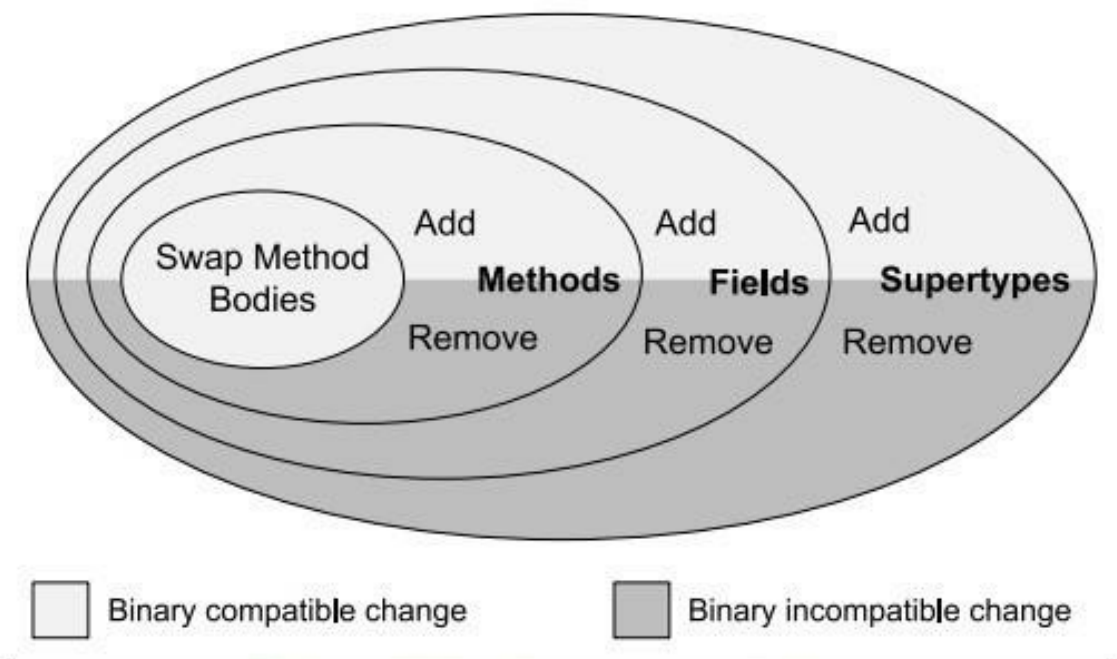 Swap Method
Bodies
Add
Methods
Remove
Add
Fields
Remove
Add
Supertypes
Remove
Binary compatible change
Binary incompatible change